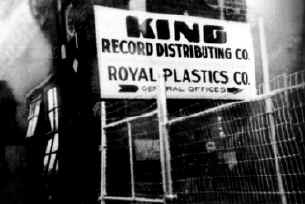 KING
RECORD DISTRIBUTING CO.
ROYAL PLASTICS CO.
GENERAL OFFICES